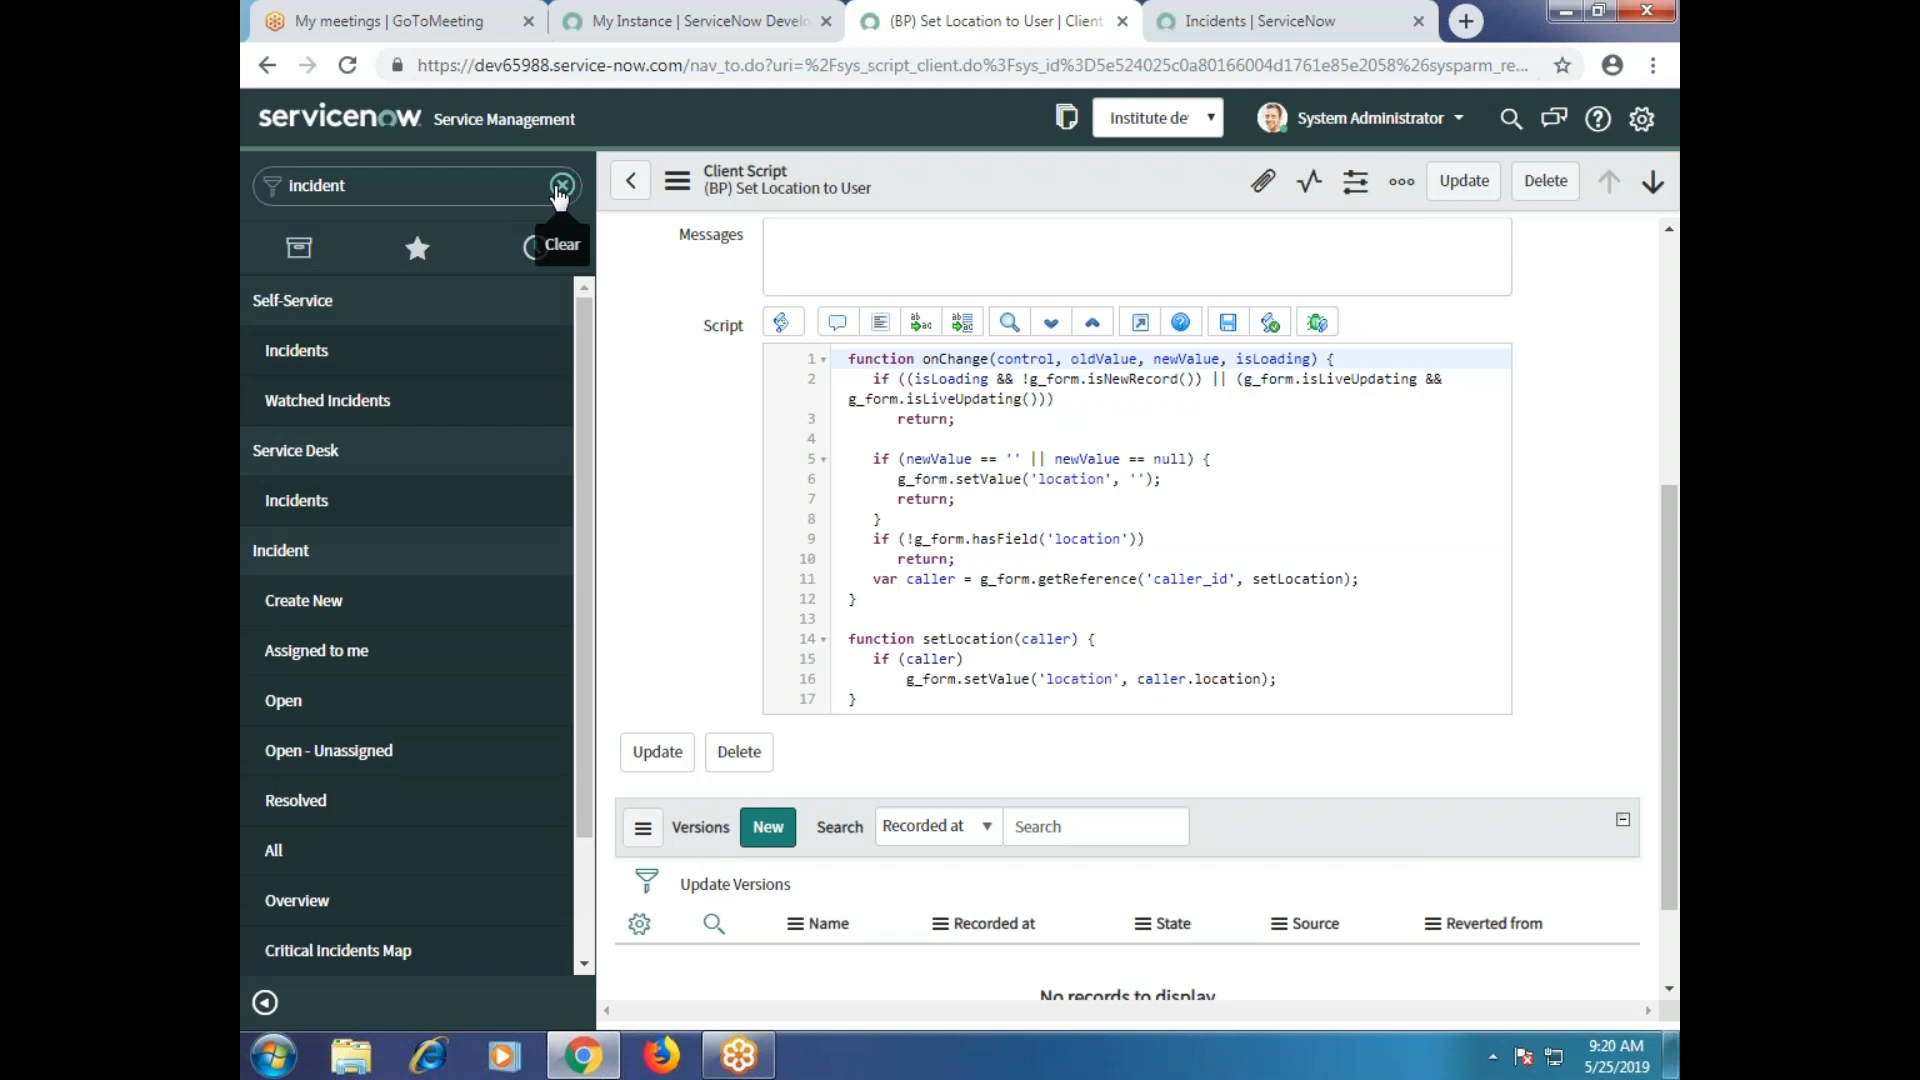 My meetings | GoToMeeting
My Instance | ServiceNow Develo
(BP) Set Location to User | Client
Incidents | ServiceNow
https://dev65988.service-now.com/nav_to.do?uri=%2Fsys_script_client.do%3Fsys_id%3D5e524025c0a80166004d1761e85e2058%26sysparm_re...
servicenow Service Management
Institute de
System Administrator
incident
Clear
Self-Service
Incidents
Watched Incidents
Service Desk
Incidents
Incident
Create New
Assigned to me
Open
Open - Unassigned
Resolved
All
Overview
Critical Incidents Map
Client Script
(BP) Set Location to User
Update
Delete
Messages
Script
1 function onChange(control, oldValue, newValue, isLoading) {
2 if ((isLoading && !g_form.isNewRecord()) || (g_form.isLiveUpdating &&
g_form.isLiveUpdating()))
3 return;
4
5 if (newValue == '' || newValue == null) {
6 g_form.setValue('location', '');
7 return;
8 }
9 if (!g_form.hasField('location'))
10 return;
11 var caller = g_form.getReference('caller_id', setLocation);
12 }
13
14 function setLocation(caller) {
15 if (caller)
16 g_form.setValue('location', caller.location);
17 }
Update
Delete
Versions
New
Search
Recorded at
Search
Update Versions
Name
Recorded at
State
Source
Reverted from
No records to display
9:20 AM
5/25/2019